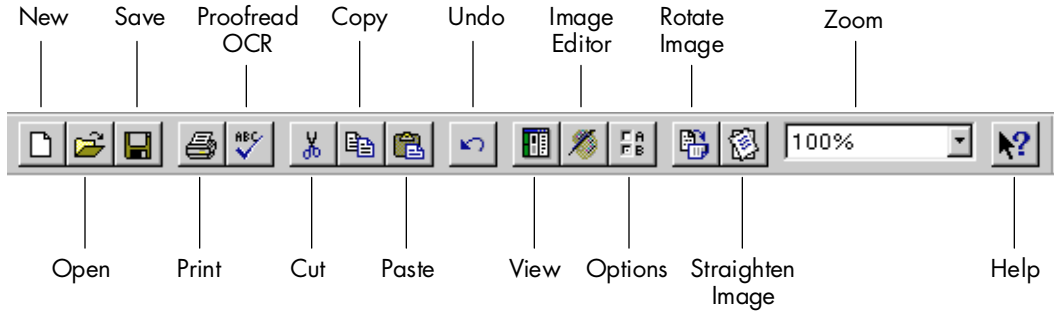 New Save Proofread Copy Undo Image Rotate Zoom
OCR Editor Image
ABC
A
B
100%
?
Open Print Cut Paste View Options Straighten Help
Image